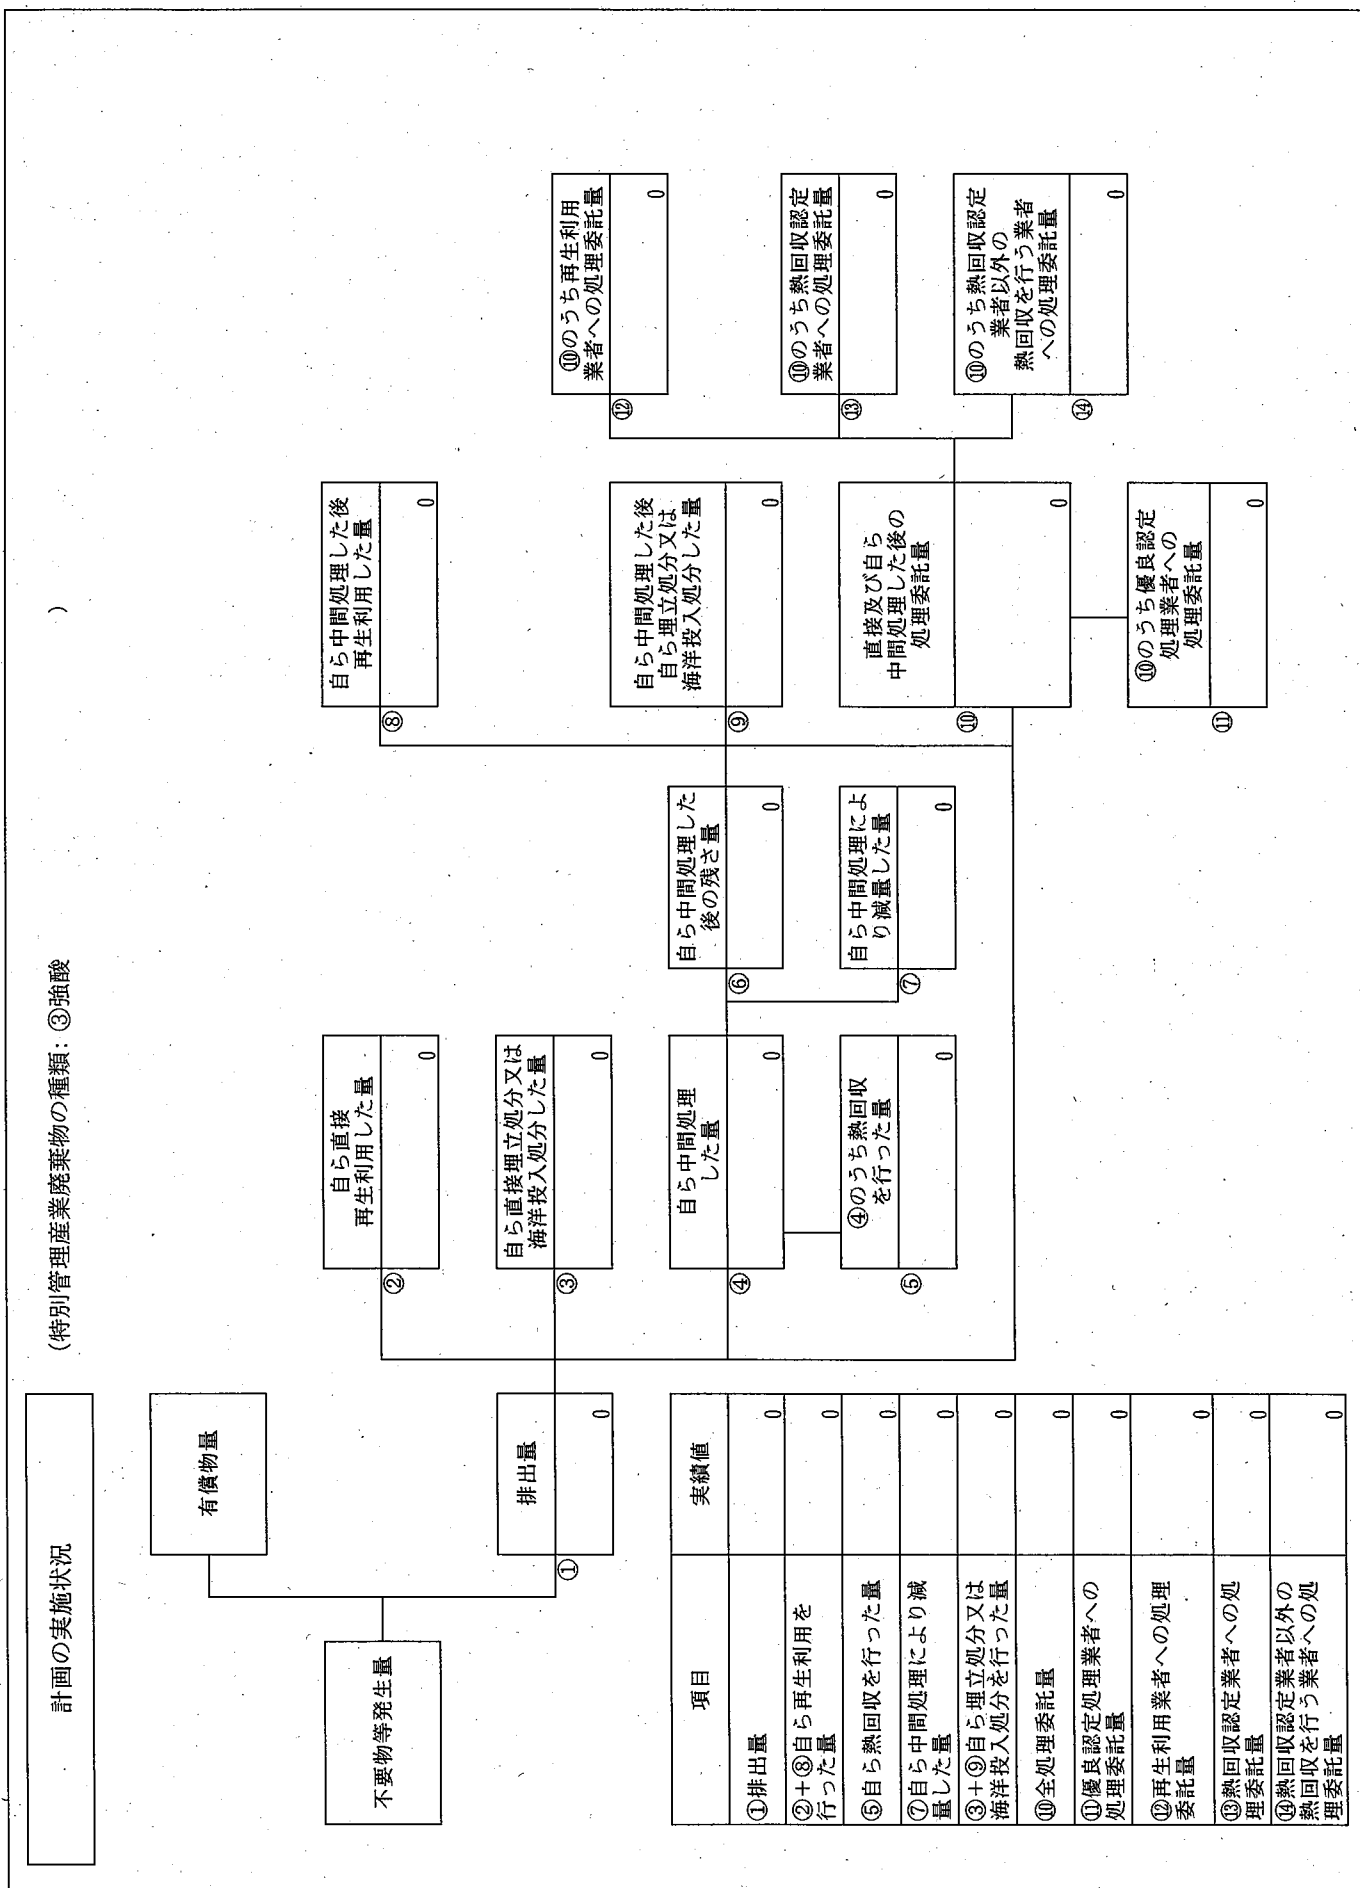 計画の実施状況
(特別管理産業廃棄物の種類：③強酸
)
不要物等発生量
有償物量
①
排出量
0
②
自ら直接
再生利用した量
0
③
自ら直接埋立処分又は
海洋投入処分した量
0
④
自ら中間処理
した量
0
⑤
④のうち熱回収
を行った量
0
⑥
自ら中間処理した
後の残さ量
0
⑦
自ら中間処理によ
り減量した量
0
⑧
自ら中間処理した後
再生利用した量
0
⑨
自ら中間処理した後
自ら埋立処分又は
海洋投入処分した量
0
⑩
直接及び自ら
中間処理した後の
処理委託量
0
⑪
⑩のうち優良認定
処理業者への
処理委託量
0
⑫
⑩のうち再生利用
業者への処理委託量
0
⑬
⑩のうち熱回収認定
業者への処理委託量
0
⑭
⑩のうち熱回収認定
業者以外の
熱回収を行う業者
への処理委託量
0
項目 実績値
①排出量 0
②＋⑧自ら再生利用を
行った量 0
⑤自ら熱回収を行った量 0
⑦自ら中間処理により減
量した量 0
③＋⑨自ら埋立処分又は
海洋投入処分を行った量 0
⑩全処理委託量 0
⑪優良認定処理業者への
処理委託量 0
⑫再生利用業者への処理
委託量 0
⑬熱回収認定業者への処
理委託量 0
⑭熱回収認定業者以外の
熱回収を行う業者への処
理委託量 0